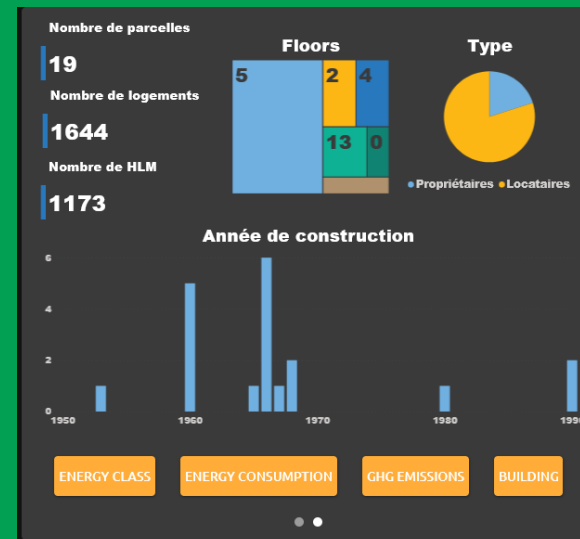 Nombre de parcelles
19
Nombre de logements
1644
Nombre de HLM
1173
Floors
5
2
4
13
0
Type
Propriétaires
Locataires
Année de construction
6
4
2
0
1950
1960
1970
1980
199
ENERGY CLASS
ENERGY CONSUMPTION
GHG EMISSIONS
BUILDING